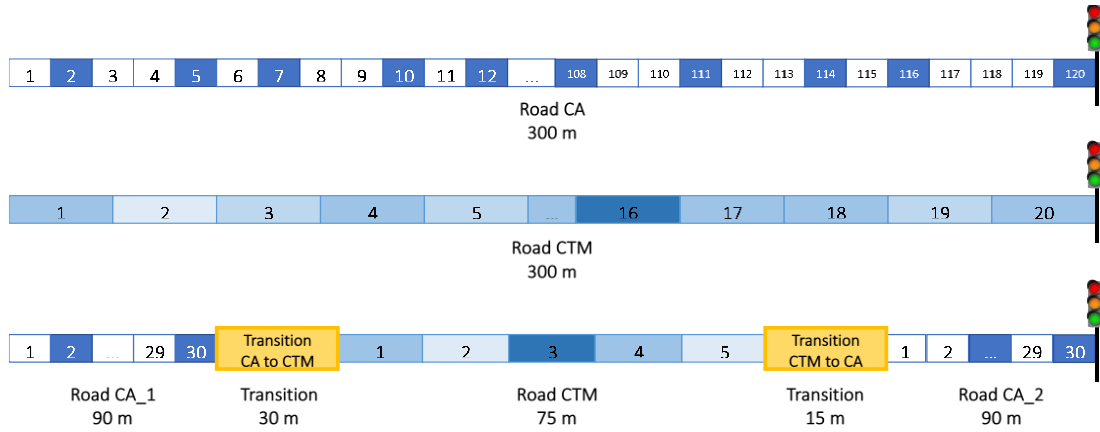 1 2 3 4 5 6 7 8 9 10 11 12 ... 108 109 110 111 112 113 114 115 116 117 118 119 120
Road CA
300 m
1 2 3 4 5 ... 16 17 18 19 20
Road CTM
300 m
1 2 ... 29 30 Transition CA to CTM 1 2 3 4 5 Transition CTM to CA 1 2 ... 29 30
Road CA_1 Transition Road CTM Transition Road CA_2
90 m 30 m 75 m 15 m 90 m